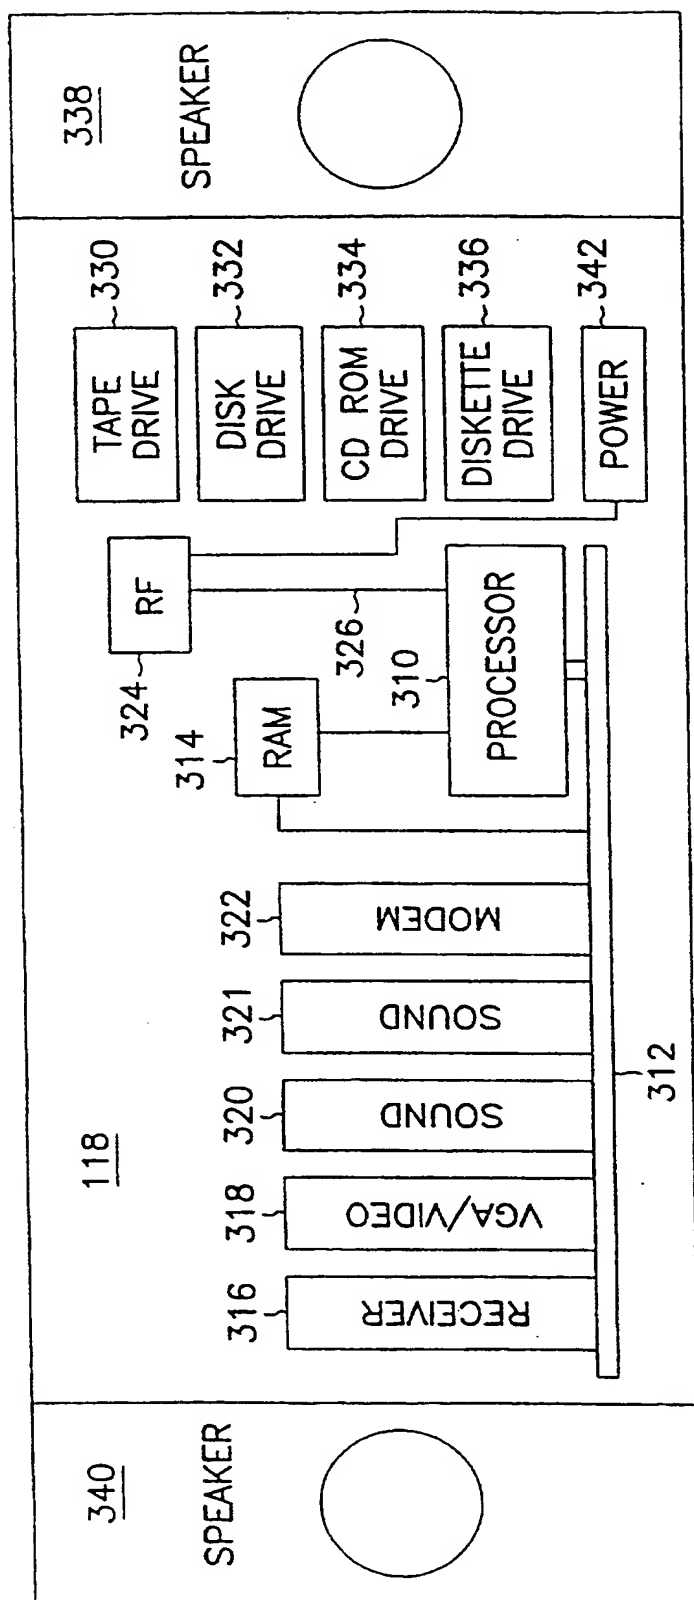 340
SPEAKER
118
316
RECEIVER
318
VGA/VIDEO
320
SOUND
321
SOUND
322
MODEM
312
314
RAM
324
RF
326
310
PROCESSOR
330
TAPE
DRIVE
332
DISK
DRIVE
334
CD ROM
DRIVE
336
DISKETTE
DRIVE
342
POWER
338
SPEAKER